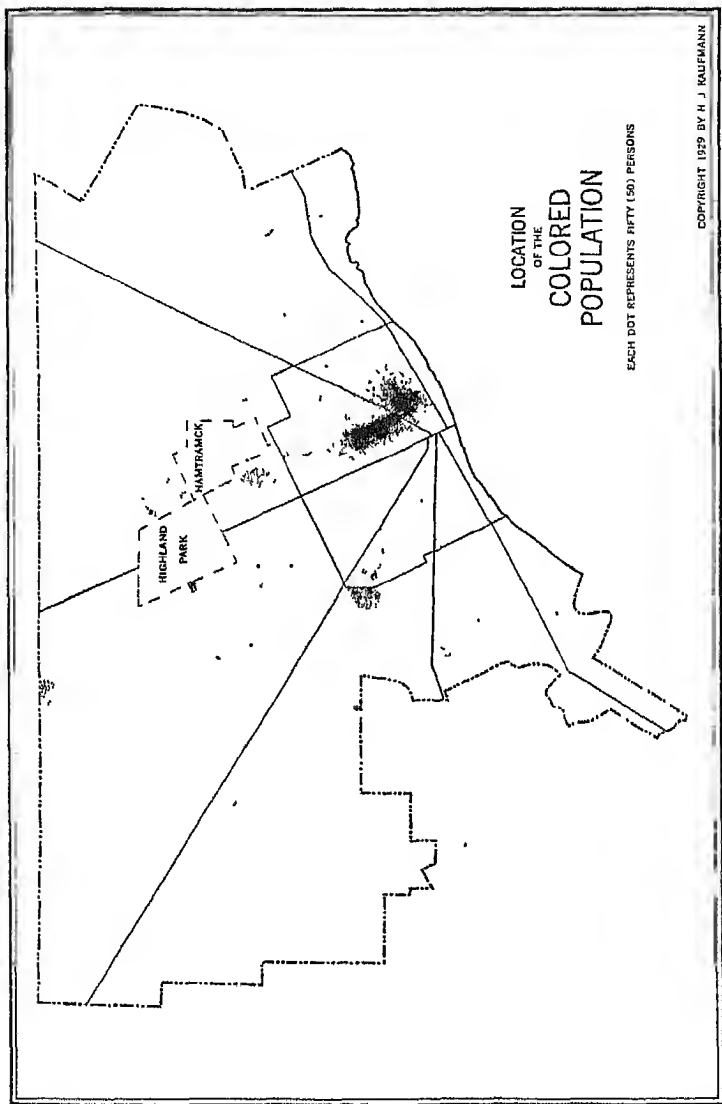 HIGHLAND
PARK
HAMTRAMCK
LOCATION
OF THE
COLORED
POPULATION
EACH DOT REPRESENTS FIFTY (50) PERSONS
COPYRIGHT 1929 BY H J KAUFMANN